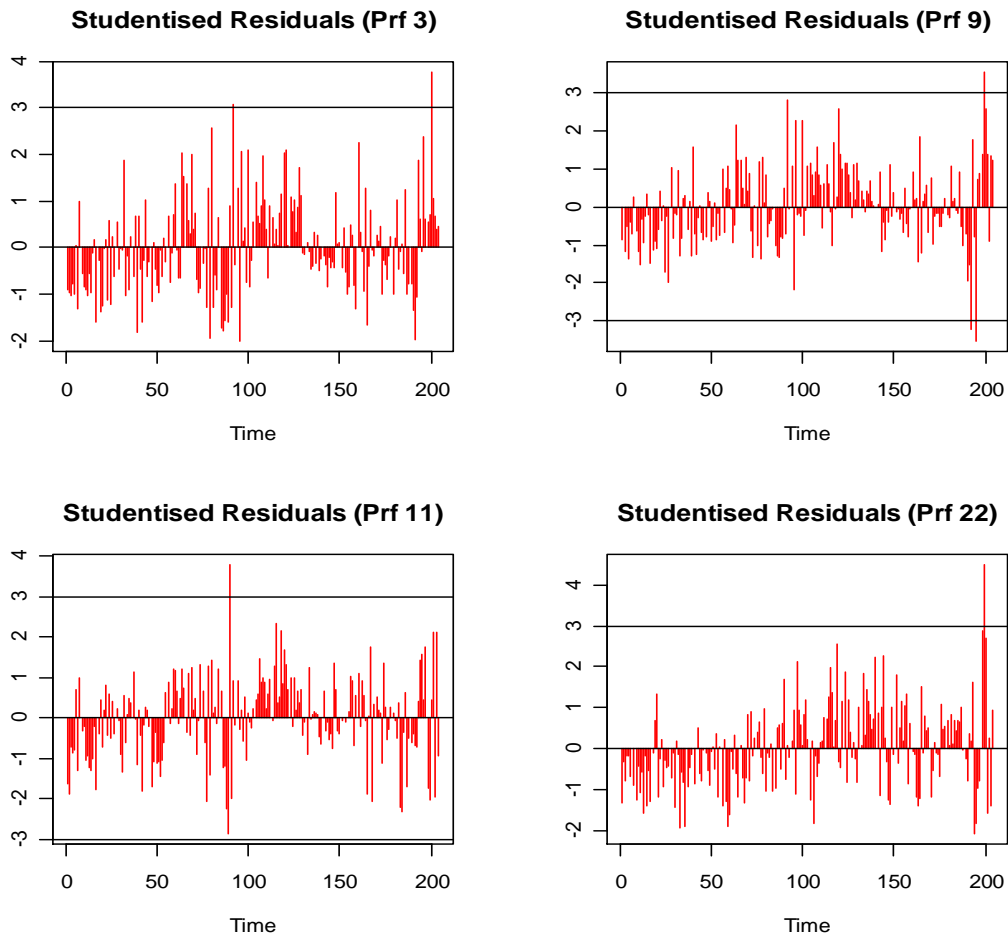 Studentised Residuals (Prf 3)
4
3
2
1
0
-1
-2
0 50 100 150 200
Time
Studentised Residuals (Prf 9)
3
2
1
0
-1
-3
0 50 100 150 200
Time
Studentised Residuals (Prf 11)
4
3
2
1
0
-1
-2
-3
0 50 100 150 200
Time
Studentised Residuals (Prf 22)
4
3
2
1
0
-1
-2
0 50 100 150 200
Time